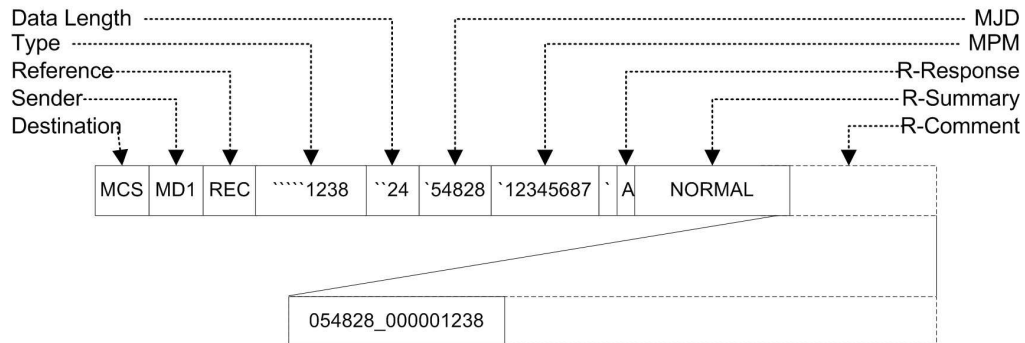 Data Length
Type
Reference
Sender
Destination
MJD
MPM
R-Response
R-Summary
R-Comment
MCS MD1 REC `````1238 ``24 `54828 `12345687 ` A NORMAL
054828_000001238